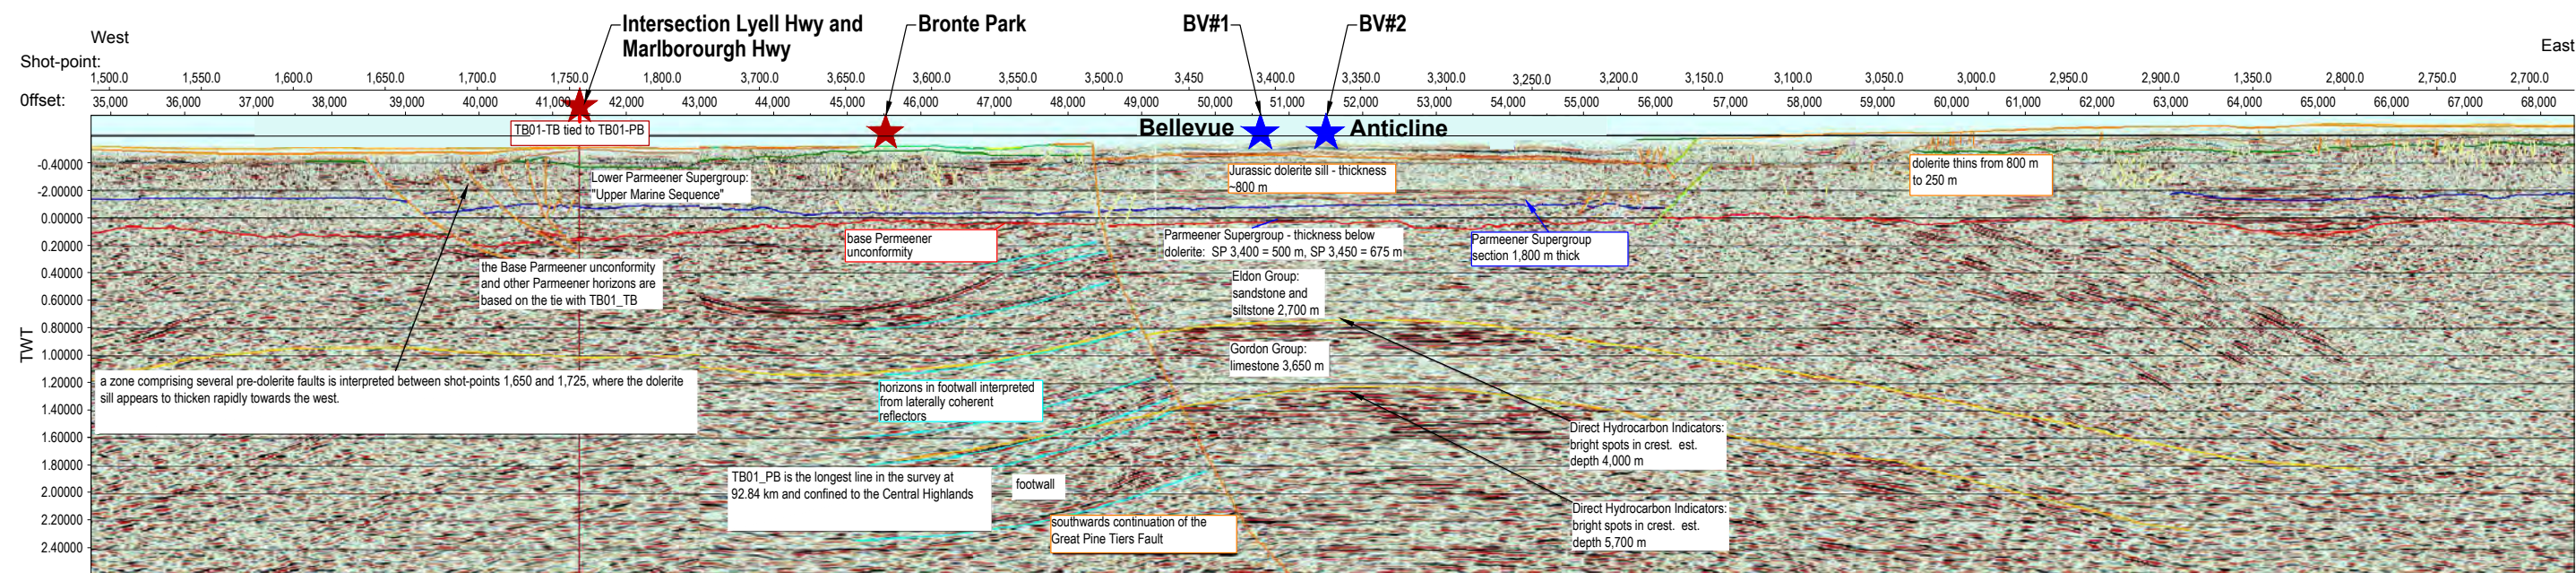 Intersection Lyell Hwy and
Marlborourgh Hwy
Bronte Park
BV#1
BV#2
West
East
Shot-point:
1,500.0 1,550.0 1,600.0 1,650.0 1,700.0 1,750.0 1,800.0 3,700.0 3,650.0 3,600.0 3,550.0 3,500.0 3,450.0 3,400.0 3,350.0 3,300.0 3,250.0 3,200.0 3,150.0 3,100.0 3,050.0 3,000.0 2,950.0 2,900.0 1,350.0 2,800.0 2,750.0 2,700.0
0ffset:
35,000 36,000 37,000 38,000 39,000 40,000 41,000 42,000 43,000 44,000 45,000 46,000 47,000 48,000 49,000 50,000 51,000 52,000 53,000 54,000 55,000 56,000 57,000 58,000 59,000 60,000 61,000 62,000 63,000 64,000 65,000 66,000 67,000 68,000
TB01-TB tied to TB01-PB
Bellevue
Anticline
-0.40000
-2.00000
0.00000
0.20000
0.40000
0.60000
0.80000
1.00000
1.20000
1.40000
1.60000
1.80000
2.00000
2.20000
2.40000
TWT
Lower Parmeener Supergroup:
"Upper Marine Sequence"
Jurassic dolerite sill - thickness
~800 m
dolerite thins from 800 m
to 250 m
base Permeener
unconformity
Parmeener Supergroup - thickness below
dolerite: SP 3,400 = 500 m, SP 3,450 = 675 m
Parmeener Supergroup
section 1,800 m thick
the Base Parmeener unconformity
and other Parmeener horizons are
based on the tie with TB01_TB
Eldon Group:
sandstone and
siltstone 2,700 m
Gordon Group:
limestone 3,650 m
a zone comprising several pre-dolerite faults is interpreted between shot-points 1,650 and 1,725, where the dolerite
sill appears to thicken rapidly towards the west.
horizons in footwall interpreted
from laterally coherent
reflectors
Direct Hydrocarbon Indicators:
bright spots in crest. est.
depth 4,000 m
TB01_PB is the longest line in the survey at
92.84 km and confined to the Central Highlands
footwall
southwards continuation of the
Great Pine Tiers Fault
Direct Hydrocarbon Indicators:
bright spots in crest. est.
depth 5,700 m